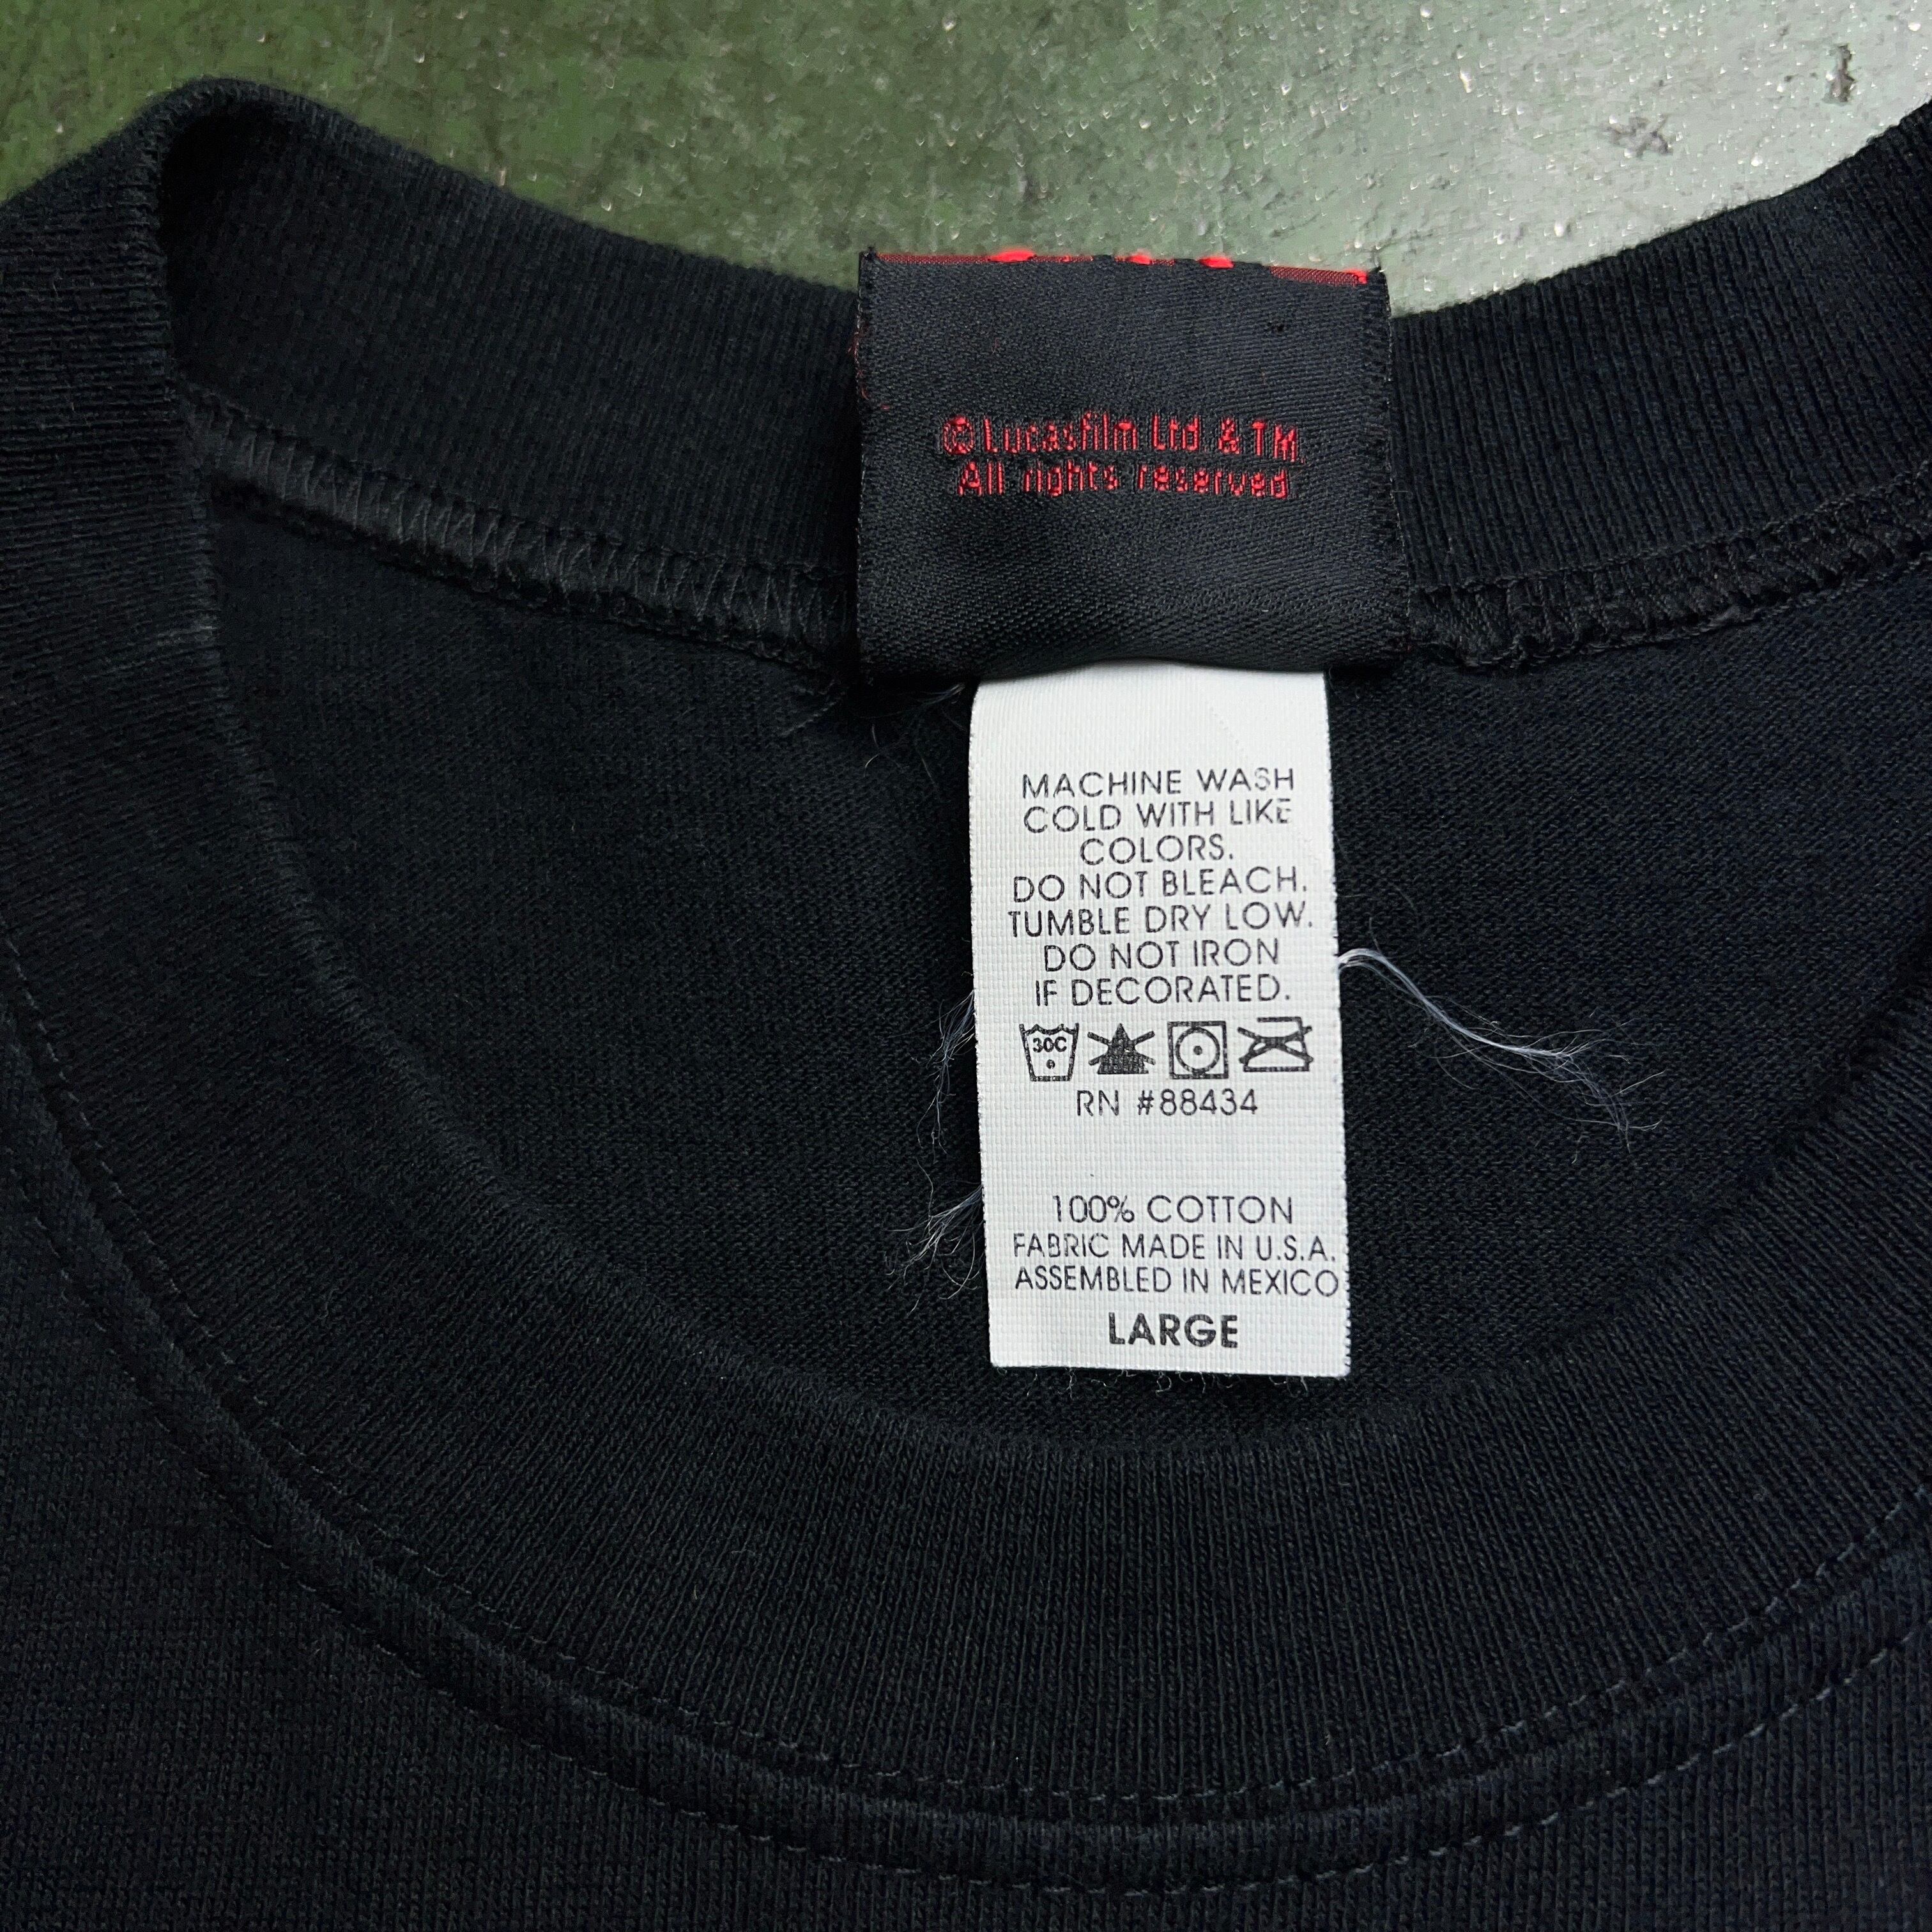 © Lucasfilm Ltd & TM
All rights reserved
MACHINE WASH
COLD WITH LIKE
COLORS.
DO NOT BLEACH.
TUMBLE DRY LOW.
DO NOT IRON
IF DECORATED.
30C
RN #88434
100% COTTON
FABRIC MADE IN U.S.A.
ASSEMBLED IN MEXICO
LARGE